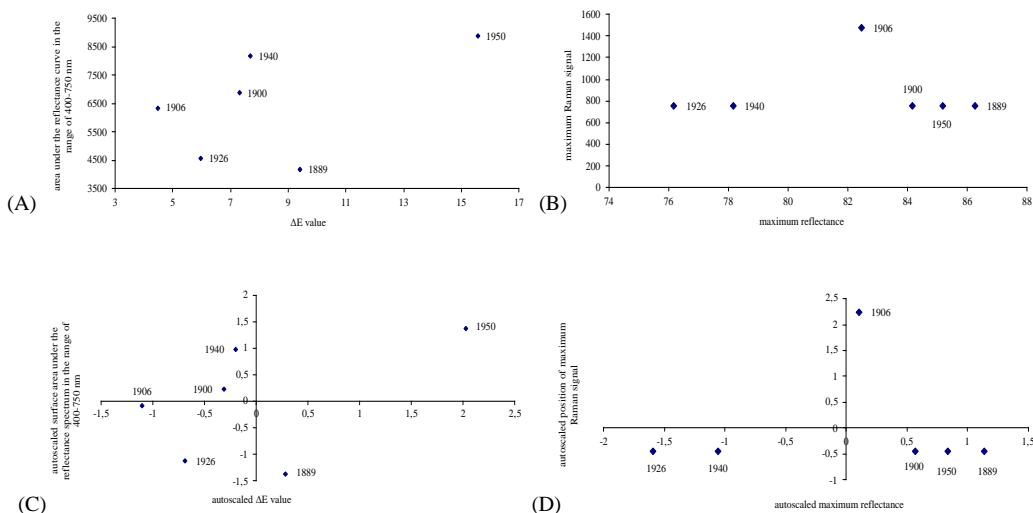 area under the reflectance curve in the
range of 400-750 nm
9500
8500
7500
6500
5500
4500
3500
3 5 7 9 11 13 15 17
1950
1940
1900
1906
1926
1889
ΔE value
(A)
maximum Raman signal
1600
1400
1200
1000
800
600
400
200
0
74 76 78 80 82 84 86 88
1906
1926
1940
1900
1950
1889
maximum reflectance
(B)
autoscaled surface area under the
reflectance spectrum in the range of
400-750 nm
2
1,5
1
0,5
0
-0,5
-1
-1,5
-1,5 -1 -0,5 0 0,5 1 1,5 2 2,5
1950
1940
1900
1906
1926
1889
autoscaled ΔE value
(C)
autoscaled position of maximum
Raman signal
2,5
2
1,5
1
0,5
0
-0,5
-1
-2 -1,5 -1 -0,5 0 0,5 1 1,5
1906
1926
1940
1900
1950
1889
autoscaled maximum reflectance
(D)